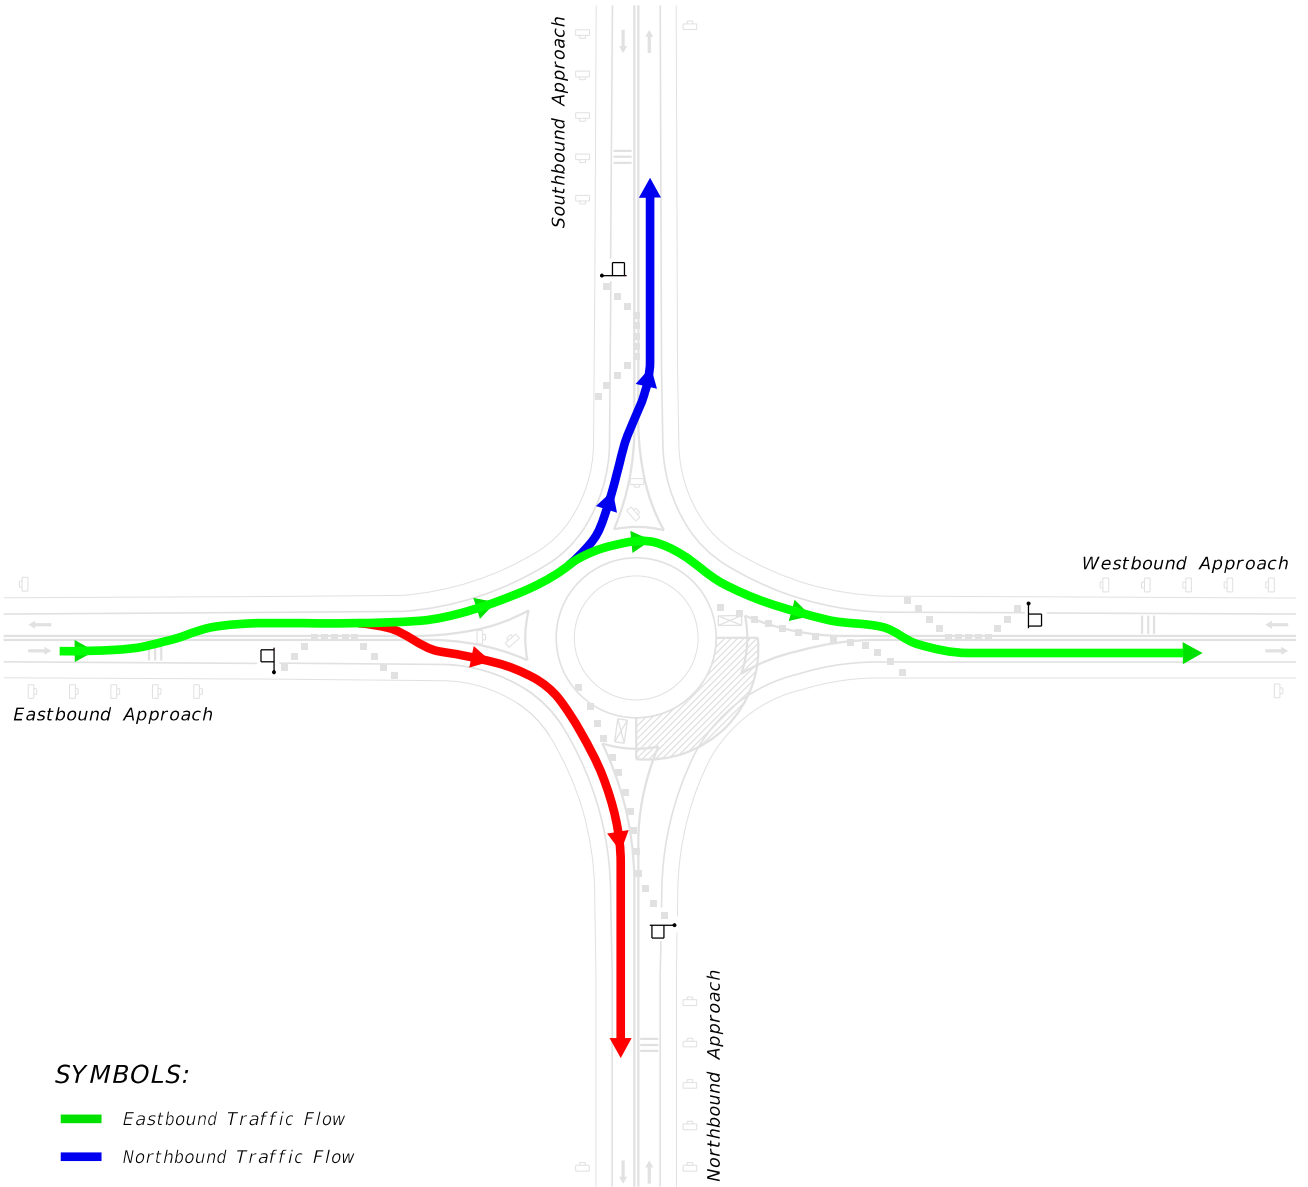 Southbound Approach
Westbound Approach
Eastbound Approach
Northbound Approach
SYMBOLS:
Eastbound Traffic Flow
Northbound Traffic Flow